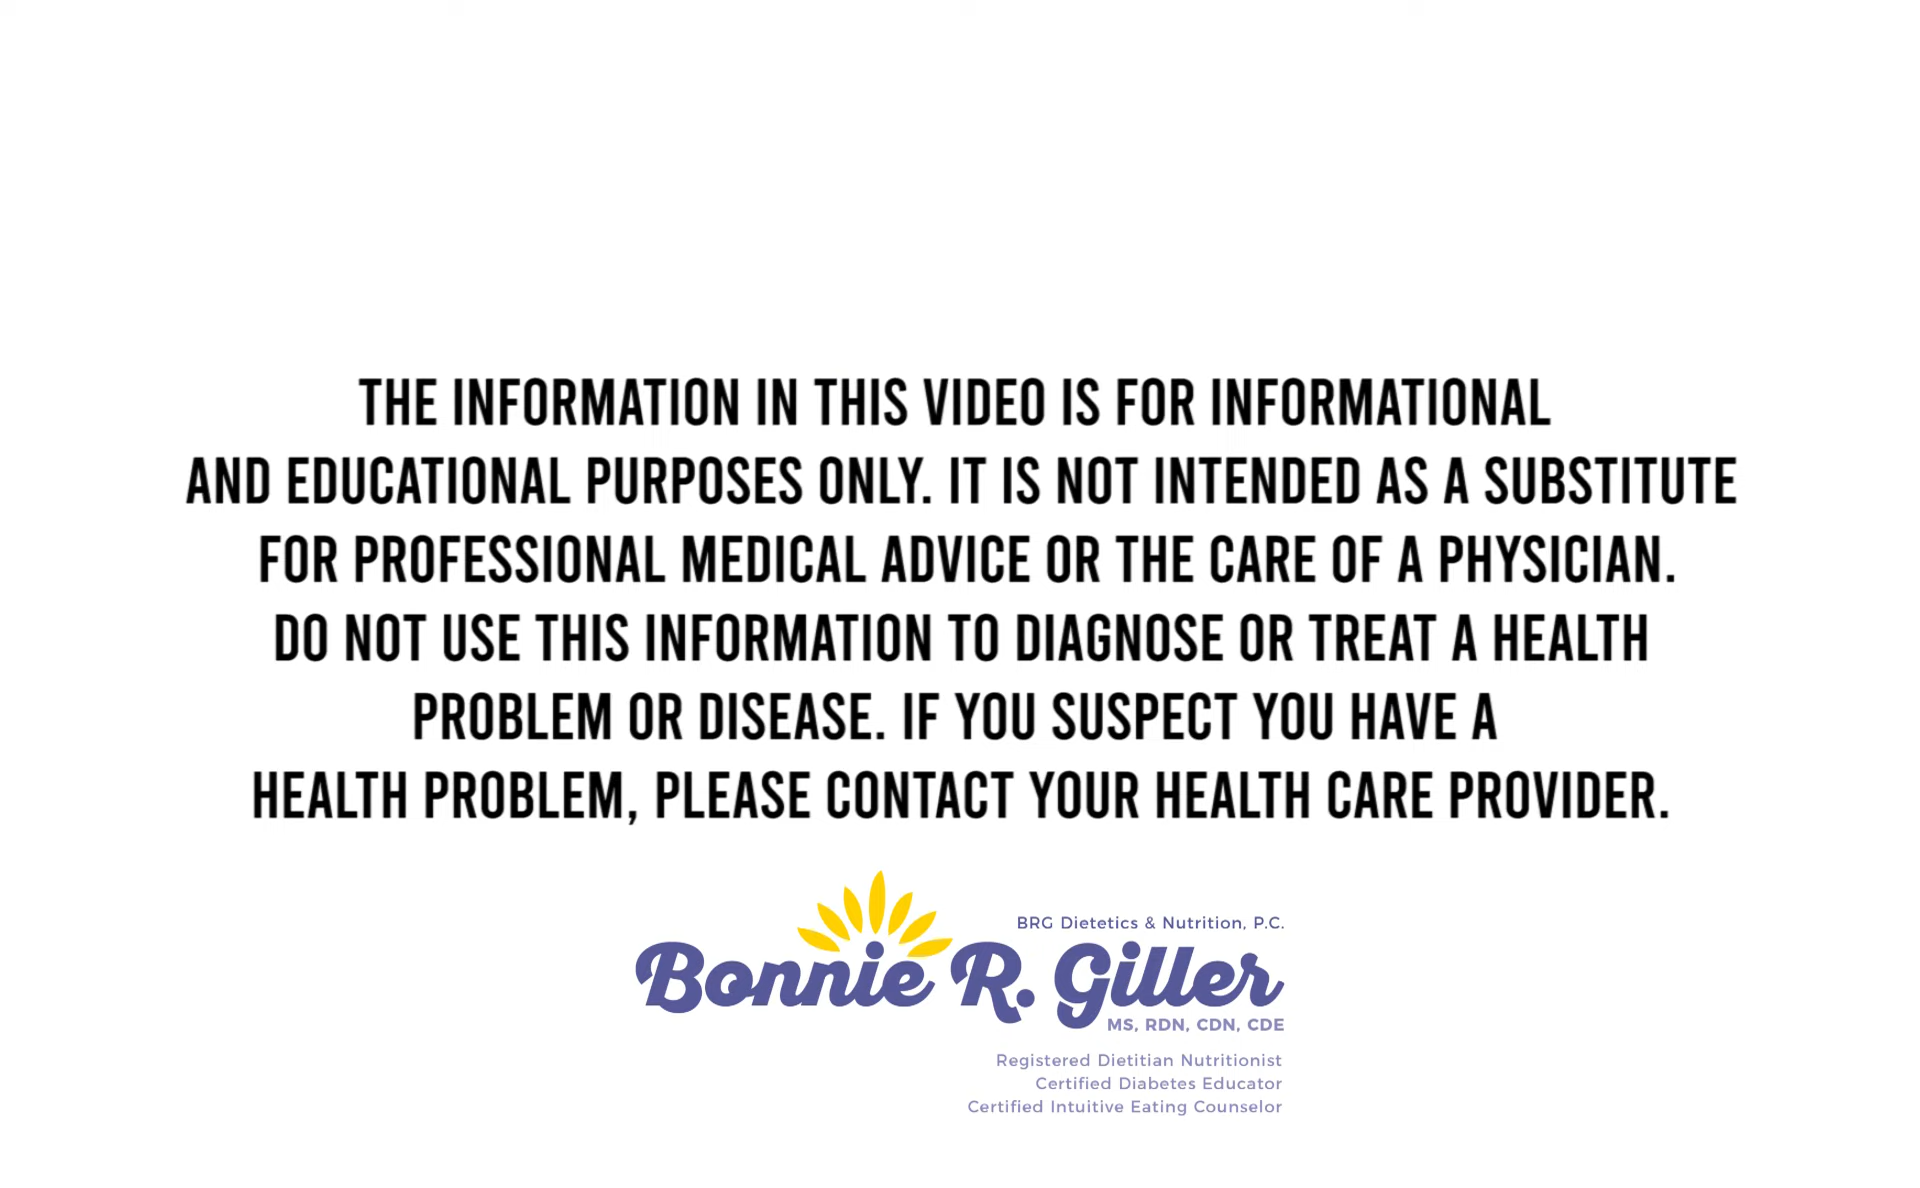 THE INFORMATION IN THIS VIDEO IS FOR INFORMATIONAL
AND EDUCATIONAL PURPOSES ONLY. IT IS NOT INTENDED AS A SUBSTITUTE
FOR PROFESSIONAL MEDICAL ADVICE OR THE CARE OF A PHYSICIAN.
DO NOT USE THIS INFORMATION TO DIAGNOSE OR TREAT A HEALTH
PROBLEM OR DISEASE. IF YOU SUSPECT YOU HAVE A
HEALTH PROBLEM, PLEASE CONTACT YOUR HEALTH CARE PROVIDER.
BRG Dietetics & Nutrition, P.C.
Bonnie R. Giller
MS, RDN, CDN, CDE
Registered Dietitian Nutritionist
Certified Diabetes Educator
Certified Intuitive Eating Counselor